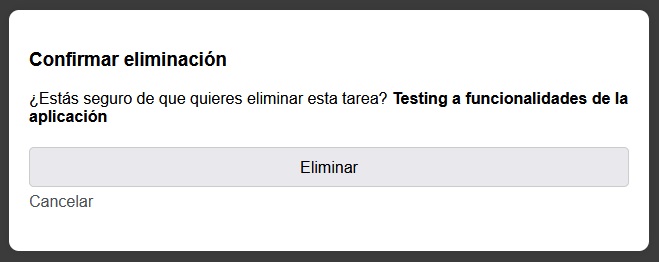 Confirmar eliminación
¿Estás seguro de que quieres eliminar esta tarea? Testing a funcionalidades de la
aplicación
Eliminar
Cancelar